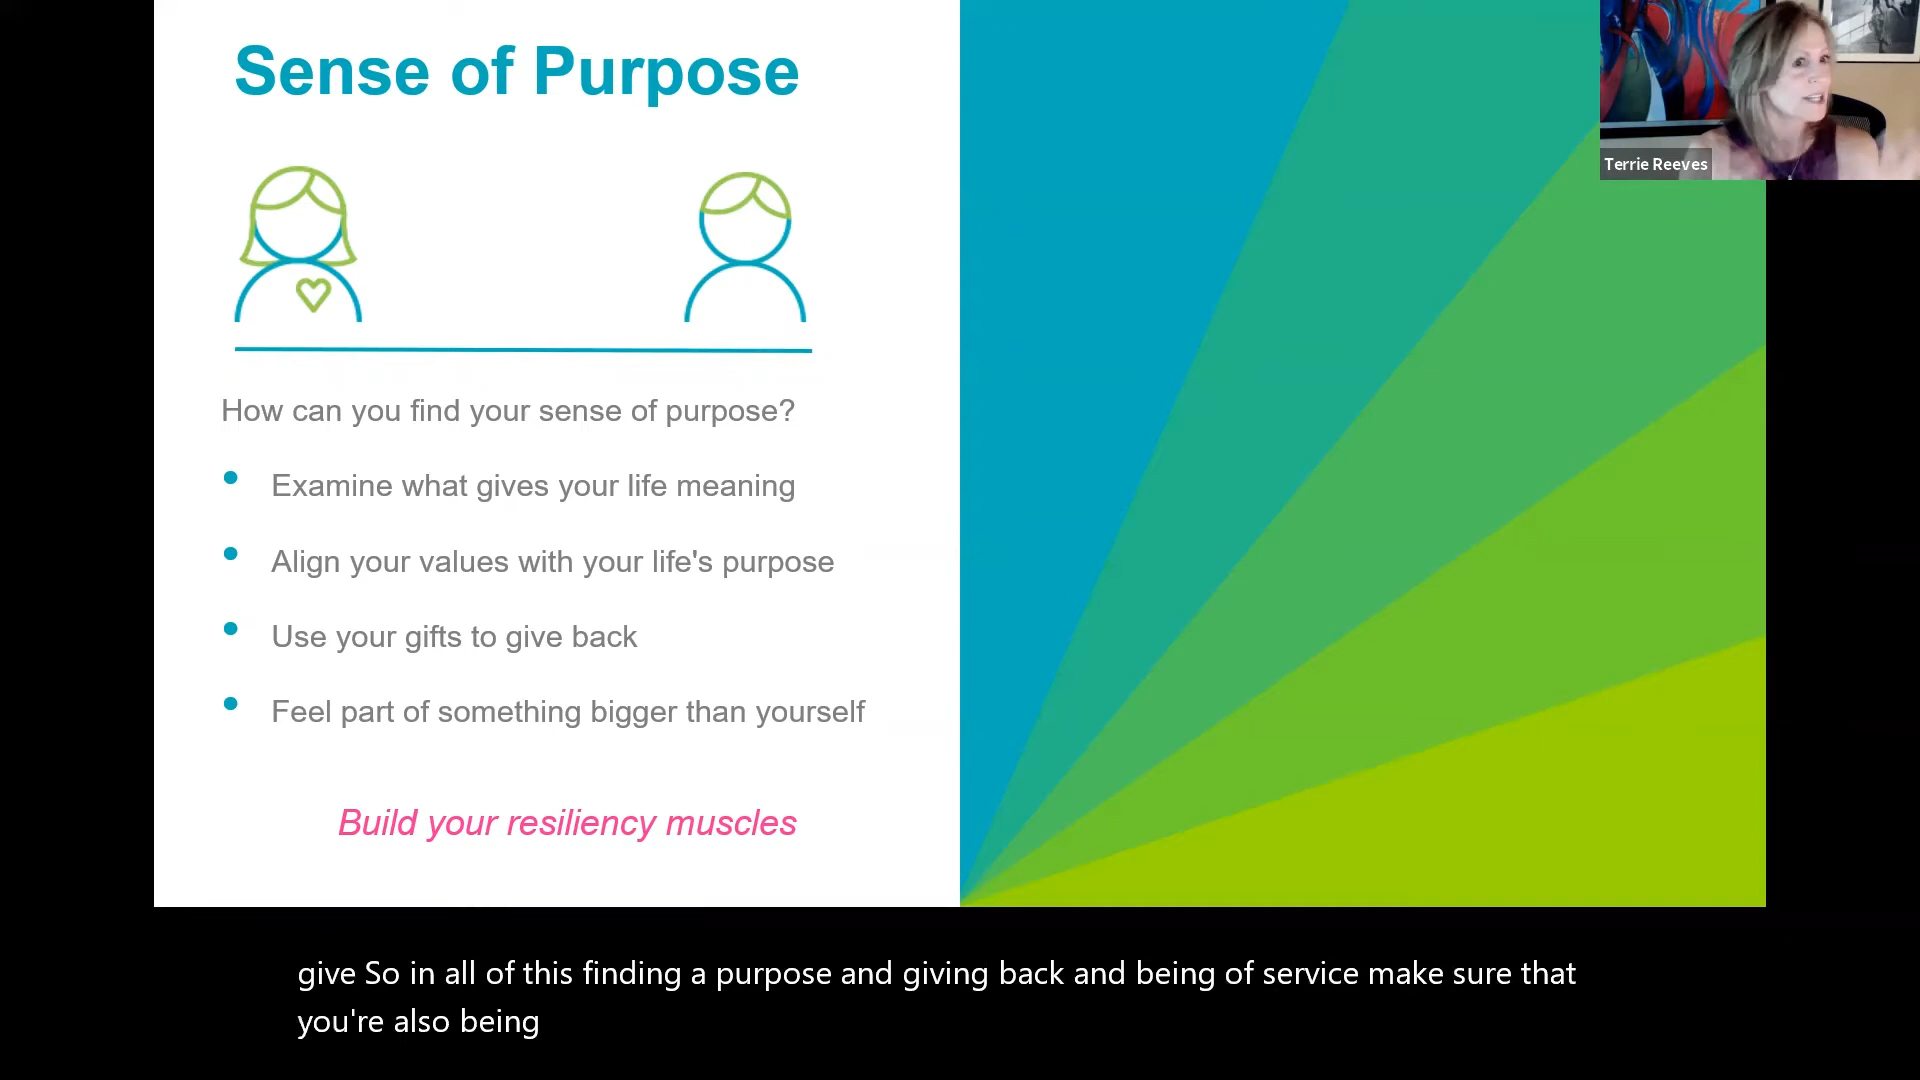 Sense of Purpose
Terrie Reeves
How can you find your sense of purpose?
Examine what gives your life meaning
Align your values with your life's purpose
Use your gifts to give back
Feel part of something bigger than yourself
Build your resiliency muscles
give So in all of this finding a purpose and giving back and being of service make sure that
you're also being